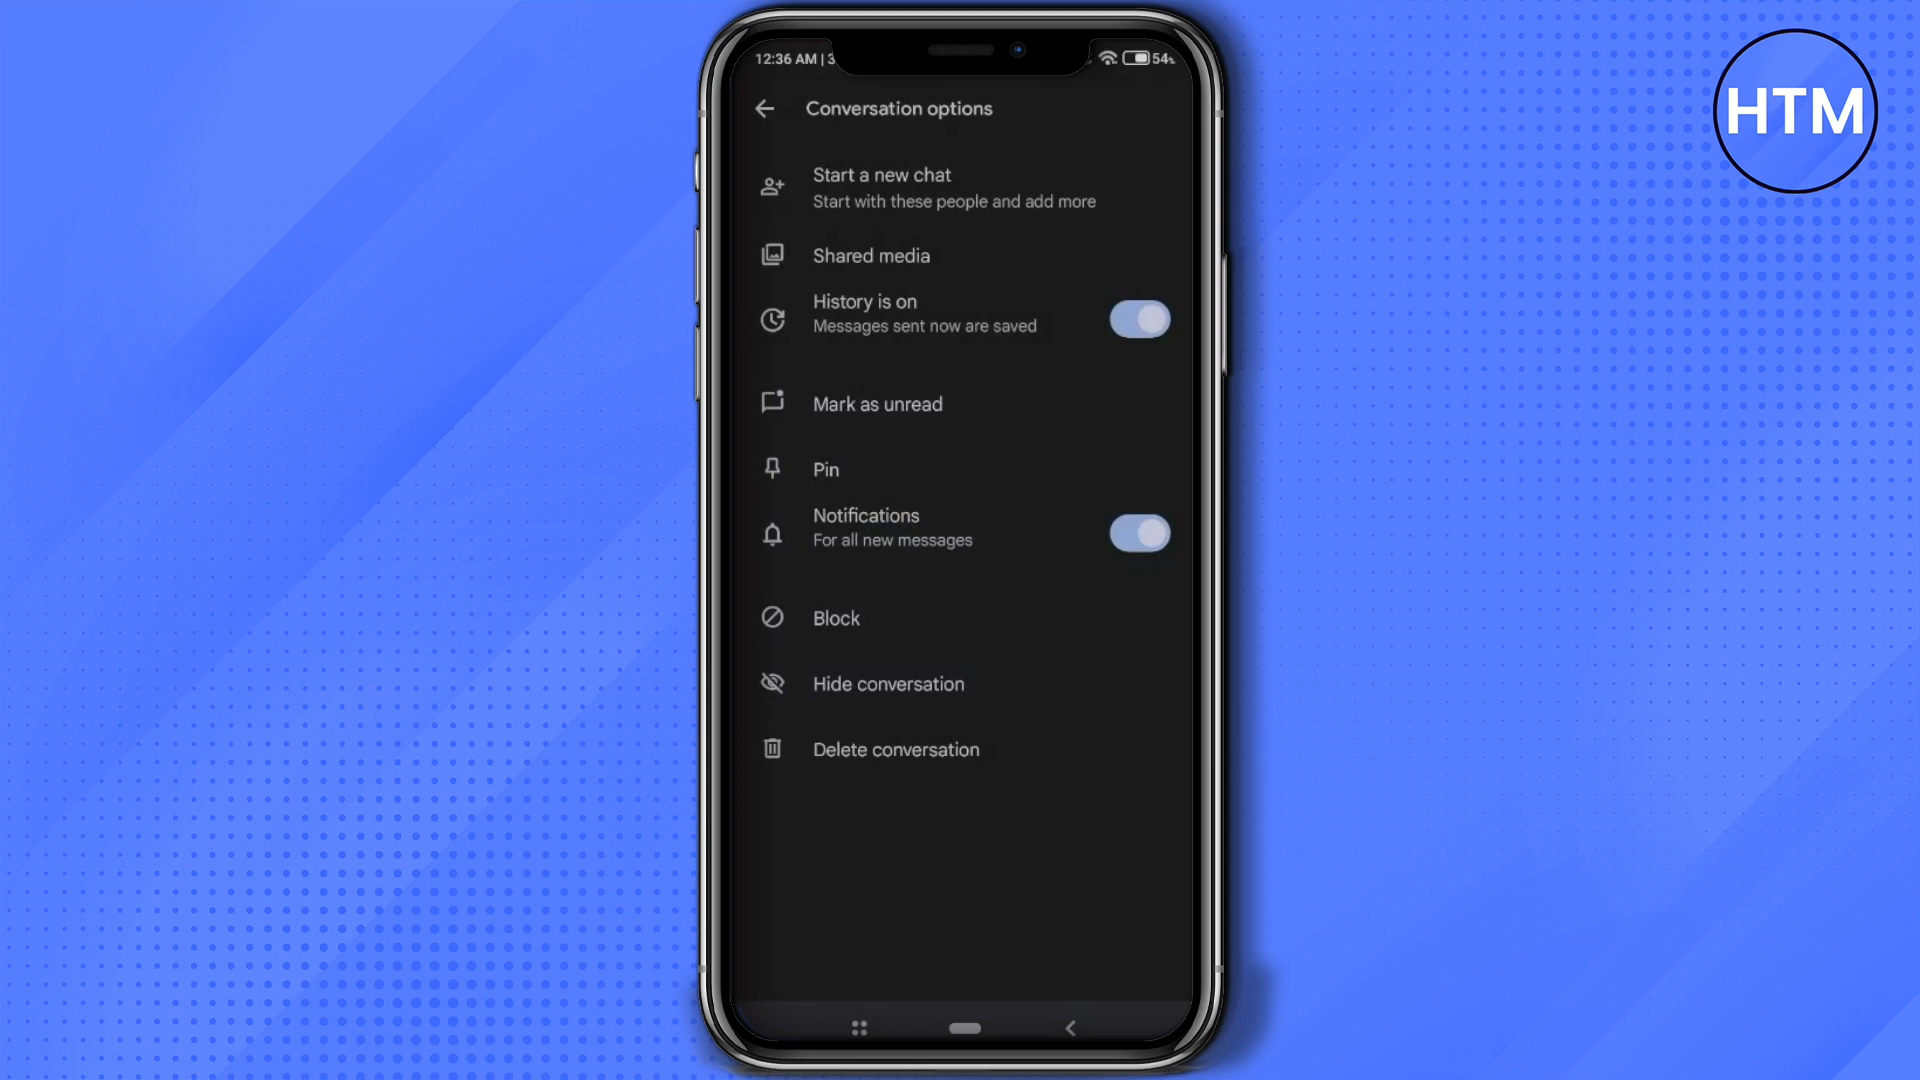 12:36 AM | 3
54%
HTM
Conversation options
Start a new chat
Start with these people and add more
Shared media
History is on
Messages sent now are saved
Mark as unread
Pin
Notifications
For all new messages
Block
Hide conversation
Delete conversation